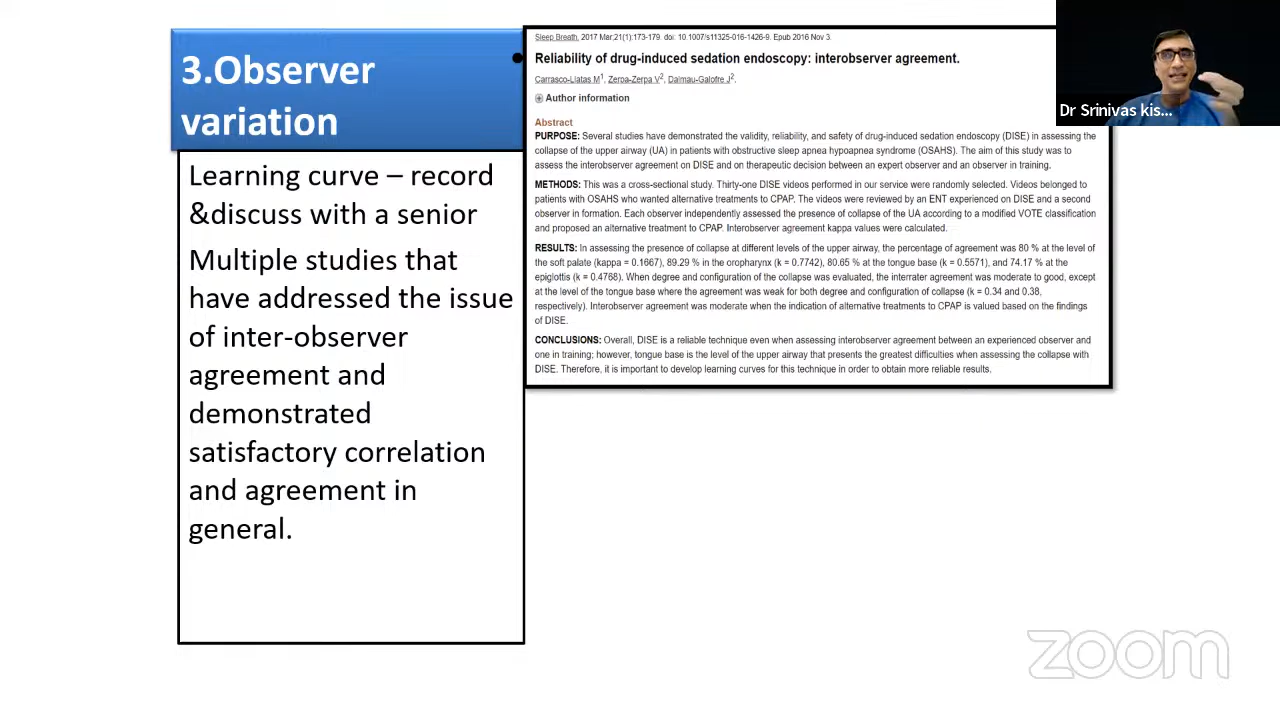 3.Observer
variation
Learning curve – record
&discuss with a senior
Multiple studies that
have addressed the issue
of inter-observer
agreement and
demonstrated
satisfactory correlation
and agreement in
general.
Sleep Breath. 2017 Mar;21(1):173-179. doi: 10.1007/s11325-016-1426-9. Epub 2016 Nov 3.
Reliability of drug-induced sedation endoscopy: interobserver agreement.
Carrasco-Llatas M1, Zerpa-Zerpa V2, Dalmau-Galofre J2.
Author information
Abstract
PURPOSE: Several studies have demonstrated the validity, reliability, and safety of drug-induced sedation endoscopy (DISE) in assessing the
collapse of the upper airway (UA) in patients with obstructive sleep apnea hypoapnea syndrome (OSAHS). The aim of this study was to
assess the interobserver agreement on DISE and on therapeutic decision between an expert observer and an observer in training.
METHODS: This was a cross-sectional study. Thirty-one DISE videos performed in our service were randomly selected. Videos belonged to
patients with OSAHS who wanted alternative treatments to CPAP. The videos were reviewed by an ENT experienced on DISE and a second
observer in formation. Each observer independently assessed the presence of collapse of the UA according to a modified VOTE classification
and proposed an alternative treatment to CPAP. Interobserver agreement kappa values were calculated.
RESULTS: In assessing the presence of collapse at different levels of the upper airway, the percentage of agreement was 80 % at the level of
the soft palate (kappa = 0.1667), 89.29 % in the oropharynx (k = 0.7742), 80.65 % at the tongue base (k = 0.5571), and 74.17 % at the
epiglottis (k = 0.4768). When degree and configuration of the collapse was evaluated, the interrater agreement was moderate to good, except
at the level of the tongue base where the agreement was weak for both degree and configuration of collapse (k = 0.34 and 0.38,
respectively). Interobserver agreement was moderate when the indication of alternative treatments to CPAP is valued based on the findings
of DISE.
CONCLUSIONS: Overall, DISE is a reliable technique even when assessing interobserver agreement between an experienced observer and
one in training; however, tongue base is the level of the upper airway that presents the greatest difficulties when assessing the collapse with
DISE. Therefore, it is important to develop learning curves for this technique in order to obtain more reliable results.
Dr Srinivas kis...
zoom